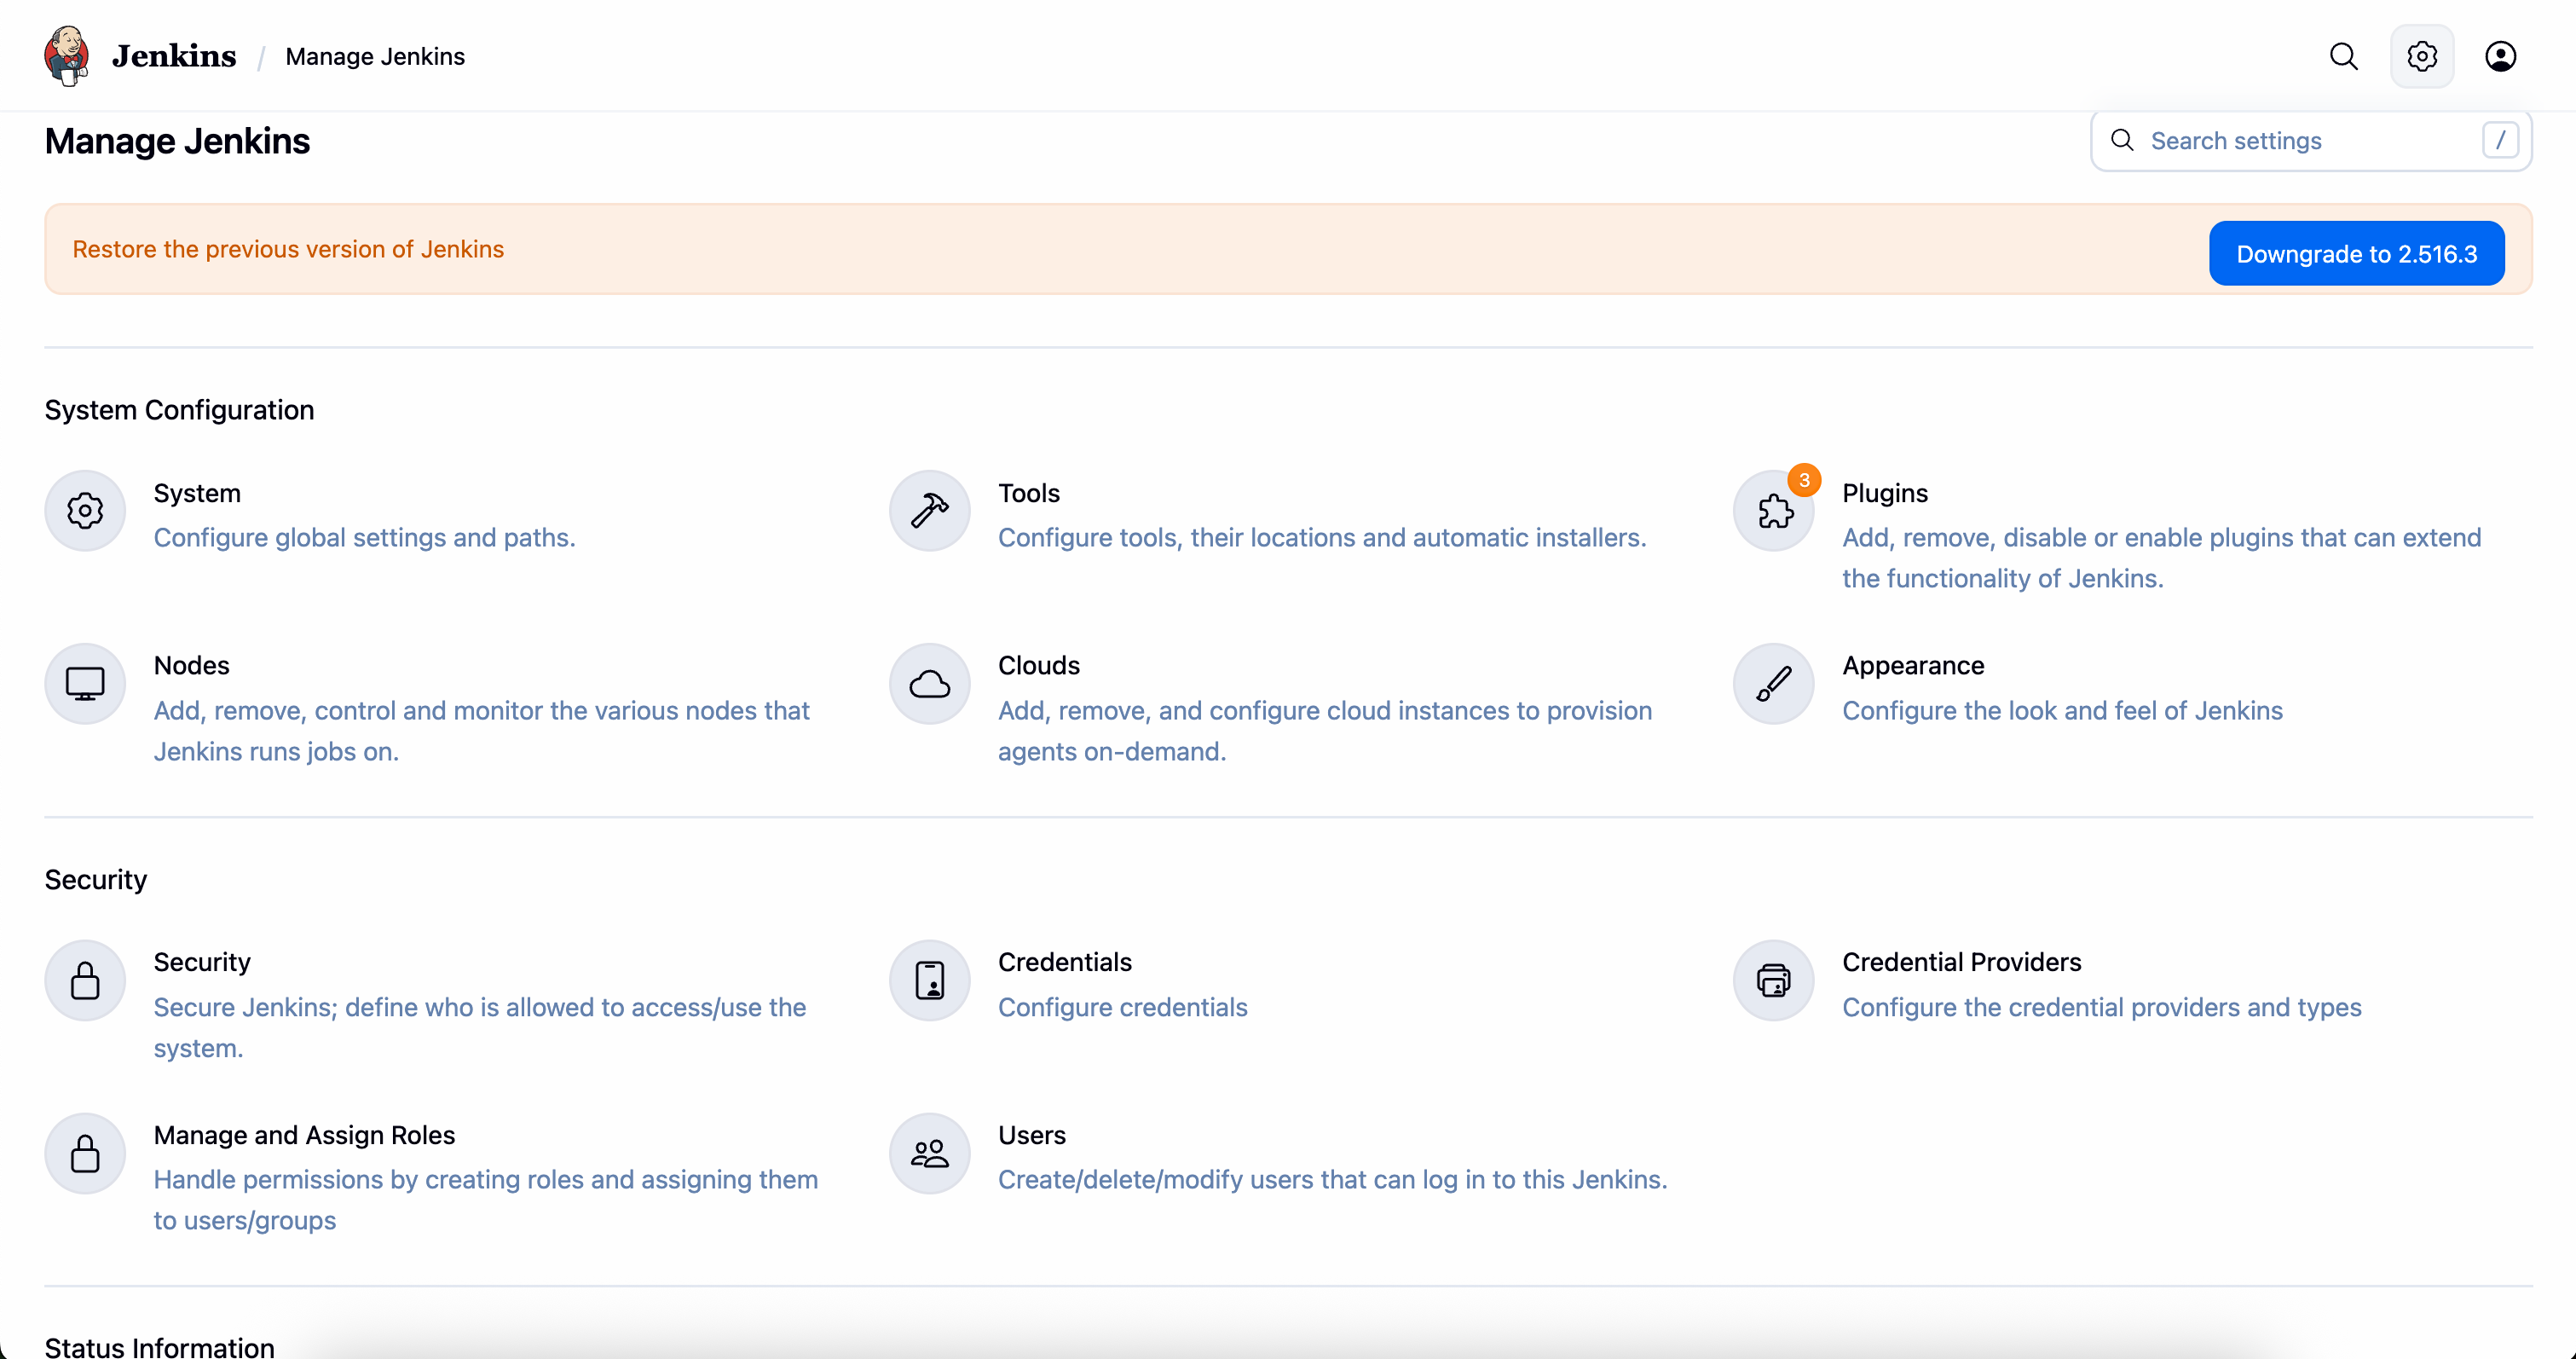 Jenkins / Manage Jenkins
Manage Jenkins
Search settings /
Restore the previous version of Jenkins
Downgrade to 2.516.3
System Configuration
System
Configure global settings and paths.
Tools
Configure tools, their locations and automatic installers.
3
Plugins
Add, remove, disable or enable plugins that can extend
the functionality of Jenkins.
Nodes
Add, remove, control and monitor the various nodes that
Jenkins runs jobs on.
Clouds
Add, remove, and configure cloud instances to provision
agents on-demand.
Appearance
Configure the look and feel of Jenkins
Security
Security
Secure Jenkins; define who is allowed to access/use the
system.
Credentials
Configure credentials
Credential Providers
Configure the credential providers and types
Manage and Assign Roles
Handle permissions by creating roles and assigning them
to users/groups
Users
Create/delete/modify users that can log in to this Jenkins.
Status Information